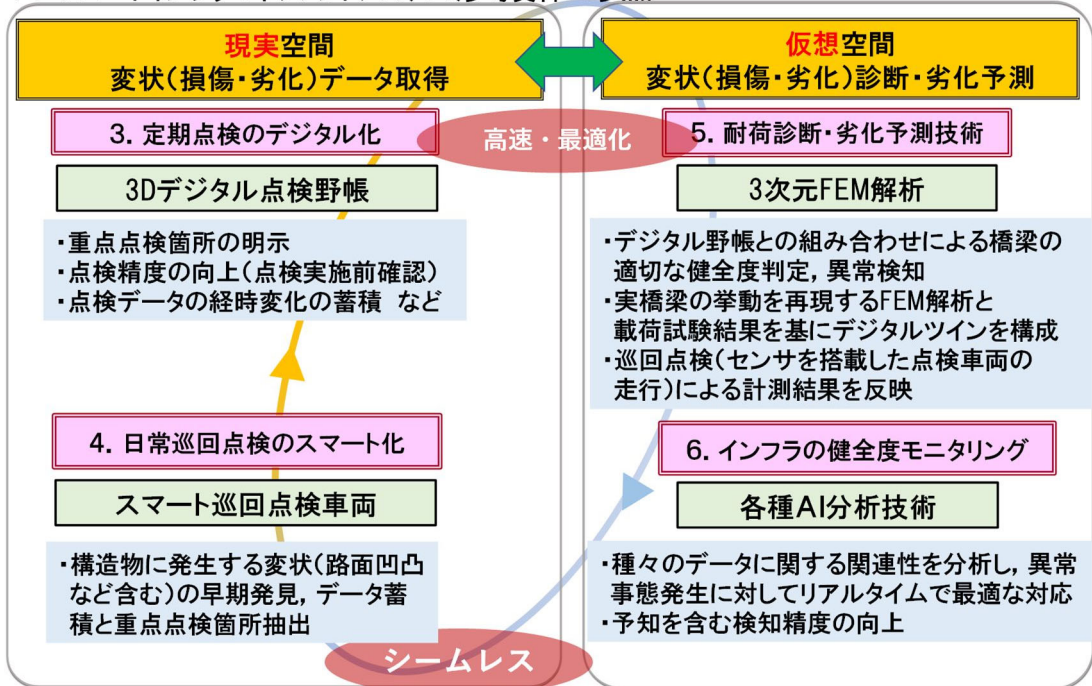 現実空間
変状(損傷・劣化)データ取得
仮想空間
変状(損傷・劣化)診断・劣化予測
高速・最適化
3. 定期点検のデジタル化
3Dデジタル点検野帳
・重点点検箇所の明示
・点検精度の向上(点検実施前確認)
・点検データの経時変化の蓄積 など
4. 日常巡回点検のスマート化
スマート巡回点検車両
・構造物に発生する変状(路面凹凸
など含む)の早期発見, データ蓄
積と重点点検箇所抽出
5. 耐荷診断・劣化予測技術
3次元FEM解析
・デジタル野帳との組み合わせによる橋梁の
適切な健全度判定, 異常検知
・実橋梁の挙動を再現するFEM解析と
載荷試験結果を基にデジタルツインを構成
・巡回点検(センサを搭載した点検車両の
走行)による計測結果を反映
6. インフラの健全度モニタリング
各種AI分析技術
・種々のデータに関する関連性を分析し, 異常
事態発生に対してリアルタイムで最適な対応
・予知を含む検知精度の向上
シームレス